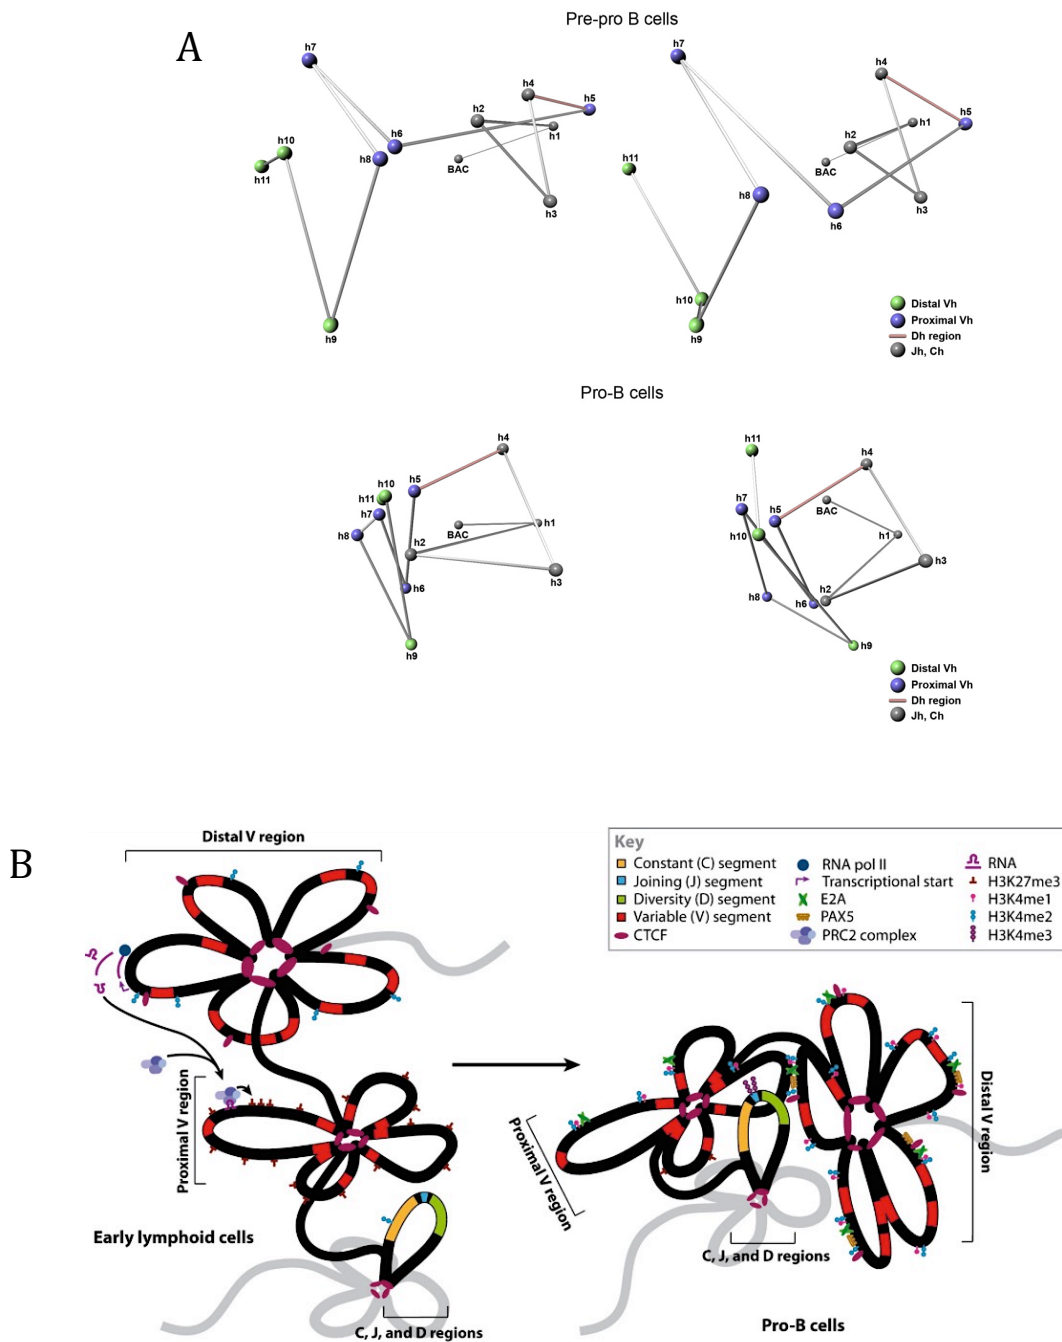 A
Pre-pro B cells
h7
h4
h2
h5
h1
h6
h8
h10
h11
BAC
h3
h9
h7
h4
h5
h1
h2
BAC
h11
h8
h3
h6
h10
h9
Distal Vh
Proximal Vh
Dh region
Jh, Ch
Pro-B cells
h4
h5
h10
h11
h7
h8
BAC
h1
h2
h3
h6
h9
h11
h4
h7
h5
BAC
h10
h1
h3
h2
h8
h6
h9
Distal Vh
Proximal Vh
Dh region
Jh, Ch
B
Distal V region
Proximal V region
Early lymphoid cells
C, J, and D regions
Key
Constant (C) segment
Joining (J) segment
Diversity (D) segment
Variable (V) segment
CTCF
RNA pol II
Transcriptional start
E2A
PAX5
PRC2 complex
RNA
H3K27me3
H3K4me1
H3K4me2
H3K4me3
Proximal V region
Distal V region
C, J, and D regions
Pro-B cells